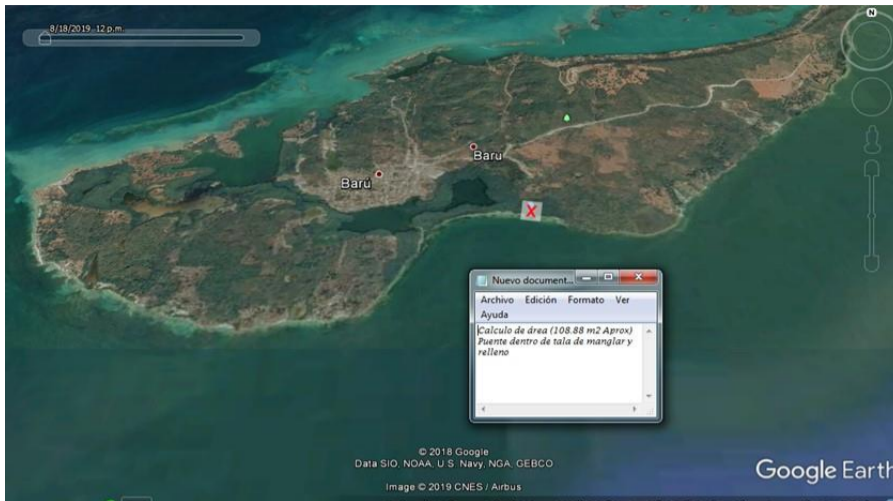 8/18/2019 12 p.m.
N
Baru
Barú
Nuevo document...
Archivo Edición Formato Ver
Ayuda
Calculo de área (108.88 m2 Aprox)
Puente dentro de tala de manglar y
relleno
© 2018 Google
Data SIO, NOAA, U.S. Navy, NGA, GEBCO
Image © 2019 CNES / Airbus
Google Earth